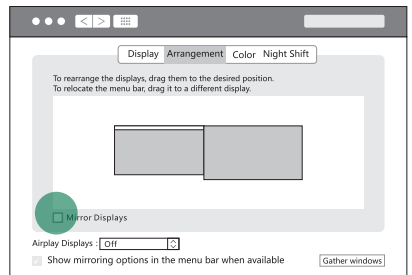 Display Arrangement Color Night Shift
To rearrange the displays, drag them to the desired position.
To relocate the menu bar, drag it to a different display.
Mirror Displays
Airplay Displays : Off
Show mirroring options in the menu bar when available
Gather windows